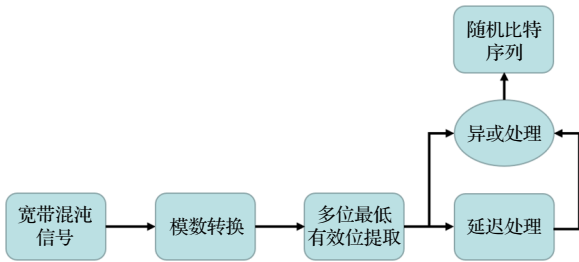 随机比特
序列
异或处理
宽带混沌
信号
模数转换
多位最低
有效位提取
延迟处理